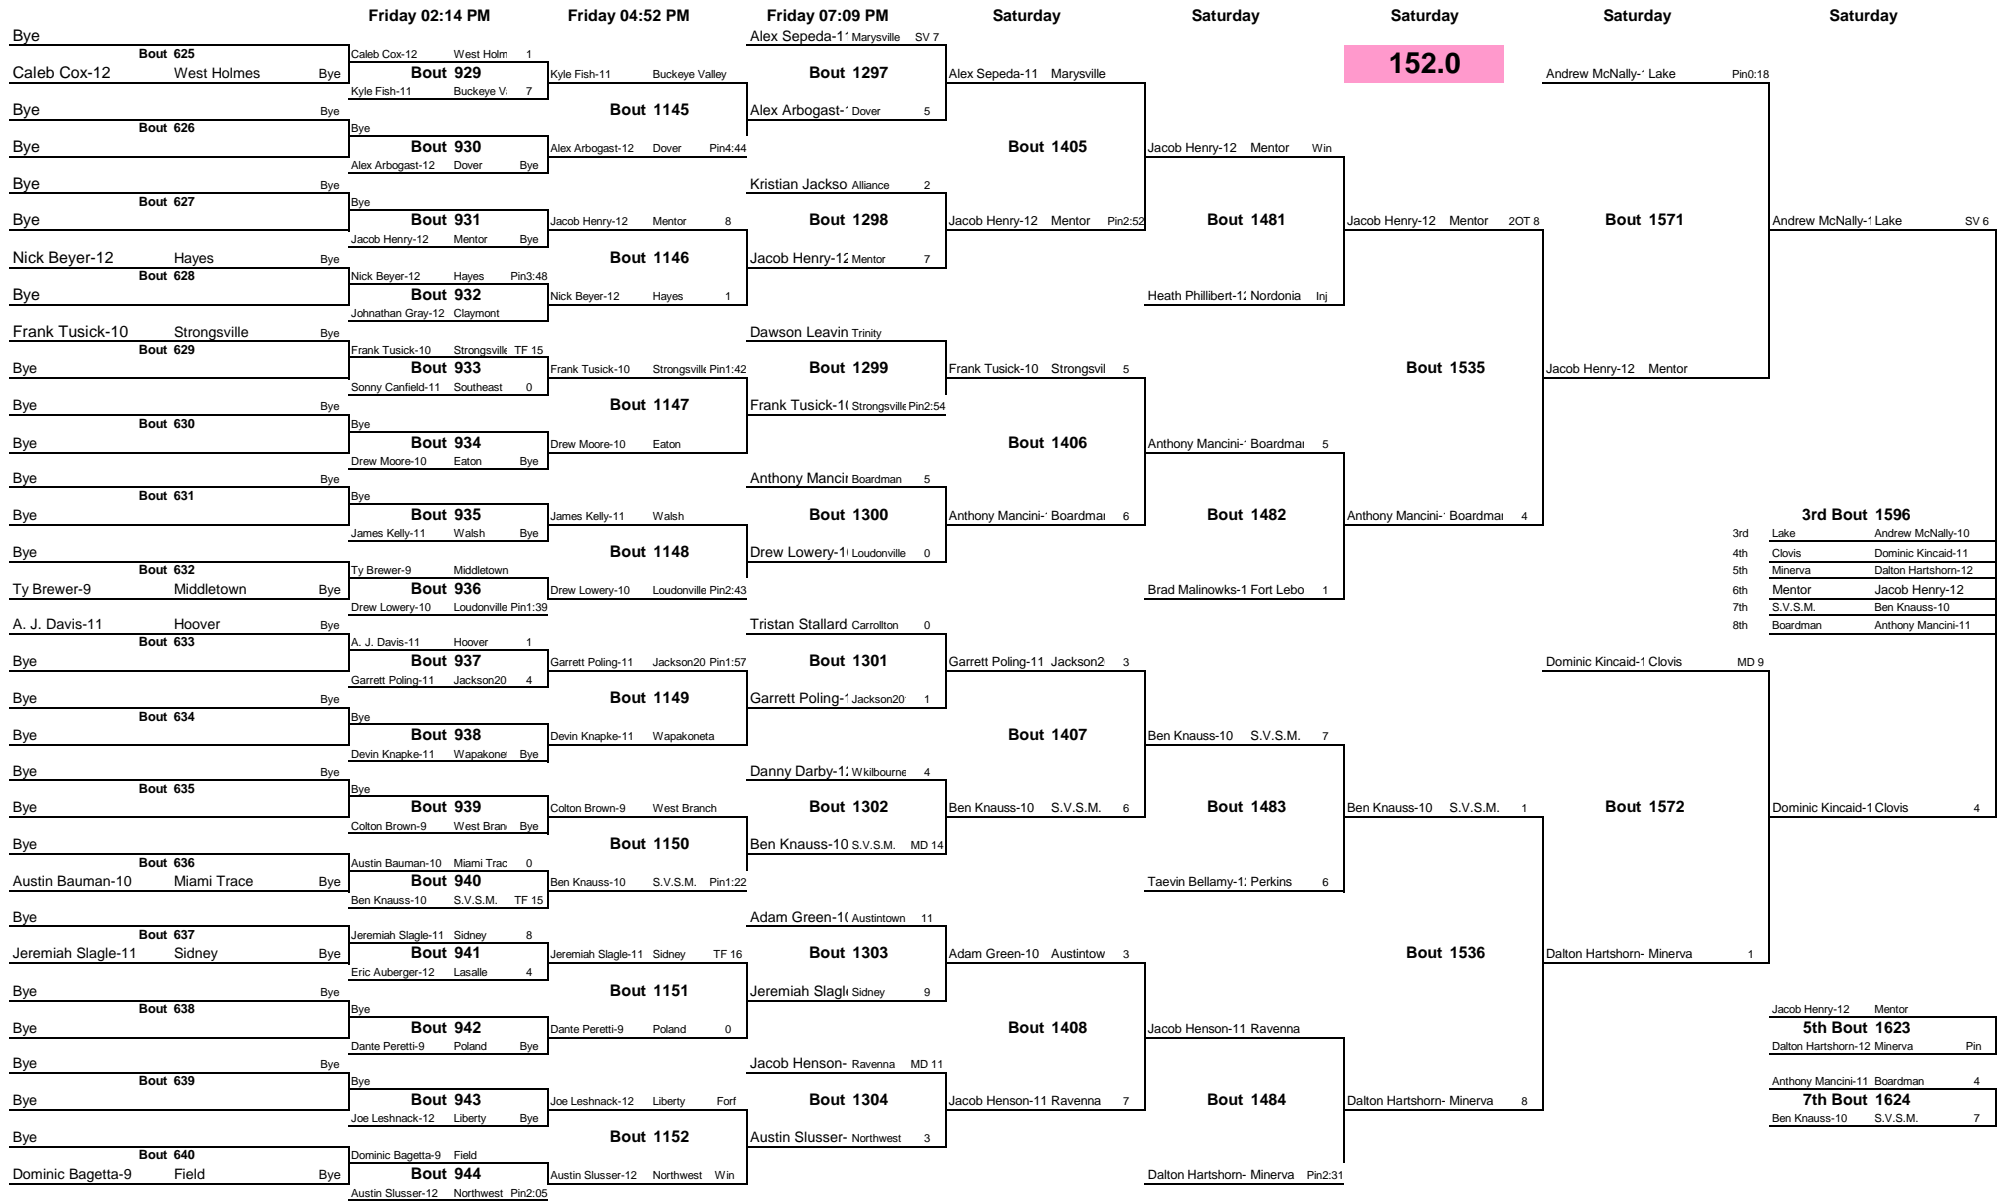 Friday 02:14 PM Friday 04:52 PM Friday 07:09 PM Saturday Saturday Saturday Saturday Saturday
Bye
Bout 625
Caleb Cox-12 West Holmes Bye
Bye Bye
Bout 626
Bye
Bye Bye
Bout 627
Bye
Nick Beyer-12 Hayes Bye
Bout 628
Bye
Frank Tusick-10 Strongsville Bye
Bout 629
Bye
Bye Bye
Bout 630
Bye
Bye Bye
Bout 631
Bye
Bye
Bout 632
Ty Brewer-9 Middletown Bye
A. J. Davis-11 Hoover Bye
Bout 633
Bye
Bye Bye
Bout 634
Bye
Bye Bye
Bout 635
Bye
Bye
Bout 636
Austin Bauman-10 Miami Trace Bye
Bye
Bout 637
Jeremiah Slagle-11 Sidney Bye
Bye Bye
Bout 638
Bye
Bye Bye
Bout 639
Bye
Bye
Bout 640
Dominic Bagetta-9 Field Bye
Caleb Cox-12 West Holm 1
Bout 929
Kyle Fish-11 Buckeye V 7
Bye
Bout 930
Alex Arbogast-12 Dover Bye
Bye
Bout 931
Jacob Henry-12 Mentor Bye
Nick Beyer-12 Hayes Pin3:48
Bout 932
Johnathan Gray-12 Claymont
Frank Tusick-10 Strongsville TF 15
Bout 933
Sonny Canfield-11 Southeast 0
Bye
Bout 934
Drew Moore-10 Eaton Bye
Bye
Bout 935
James Kelly-11 Walsh Bye
Ty Brewer-9 Middletown
Bout 936
Drew Lowery-10 Loudonville Pin1:39
A. J. Davis-11 Hoover 1
Bout 937
Garrett Poling-11 Jackson20 4
Bye
Bout 938
Devin Knapke-11 Wapakone Bye
Bye
Bout 939
Colton Brown-9 West Bran Bye
Austin Bauman-10 Miami Trac 0
Bout 940
Ben Knauss-10 S.V.S.M. TF 15
Jeremiah Slagle-11 Sidney 8
Bout 941
Eric Auberger-12 Lasalle 4
Bye
Bout 942
Dante Peretti-9 Poland Bye
Bye
Bout 943
Joe Leshnack-12 Liberty Bye
Dominic Bagetta-9 Field
Bout 944
Austin Slusser-12 Northwest Pin2:05
Kyle Fish-11 Buckeye Valley
Bout 1145
Alex Arbogast-12 Dover Pin4:44
Jacob Henry-12 Mentor 8
Bout 1146
Nick Beyer-12 Hayes 1
Frank Tusick-10 Strongsville Pin1:42
Bout 1147
Drew Moore-10 Eaton
James Kelly-11 Walsh
Bout 1148
Drew Lowery-10 Loudonville Pin2:43
Garrett Poling-11 Jackson20 Pin1:57
Bout 1149
Devin Knapke-11 Wapakoneta
Colton Brown-9 West Branch
Bout 1150
Ben Knauss-10 S.V.S.M. Pin1:22
Jeremiah Slagle-11 Sidney TF 16
Bout 1151
Dante Peretti-9 Poland 0
Joe Leshnack-12 Liberty Forf
Bout 1152
Austin Slusser-12 Northwest Win
Alex Sepeda-1 Marysville SV 7
Bout 1297
Alex Arbogast- Dover 5
Kristian Jackso Alliance 2
Bout 1298
Jacob Henry-12 Mentor 7
Dawson Leavin Trinity
Bout 1299
Frank Tusick-1 Strongsville Pin2:54
Anthony Manci Boardman 5
Bout 1300
Drew Lowery-1 Loudonville 0
Tristan Stallard Carrollton 0
Bout 1301
Garrett Poling- Jackson20 1
Danny Darby-1 Wkilbourne 4
Bout 1302
Ben Knauss-10 S.V.S.M. MD 14
Adam Green-1 Austintown 11
Bout 1303
Jeremiah Slagl Sidney 9
Jacob Henson- Ravenna MD 11
Bout 1304
Austin Slusser- Northwest 3
Alex Sepeda-11 Marysville
Bout 1405
Jacob Henry-12 Mentor Pin2:52
Frank Tusick-10 Strongsvil 5
Bout 1406
Anthony Mancini- Boardma 6
Garrett Poling-11 Jackson2 3
Bout 1407
Ben Knauss-10 S.V.S.M. 6
Adam Green-10 Austintow 3
Bout 1408
Jacob Henson-11 Ravenna 7
Jacob Henry-12 Mentor Win
Bout 1481
Heath Phillibert-1 Nordonia Inj
Anthony Mancini- Boardma 5
Bout 1482
Brad Malinowks-1 Fort Lebo 1
Ben Knauss-10 S.V.S.M. 7
Bout 1483
Taevin Bellamy-1 Perkins 6
Jacob Henson-11 Ravenna
Bout 1484
Dalton Hartshorn- Minerva Pin2:31
152.0
Jacob Henry-12 Mentor 2OT 8
Bout 1535
Anthony Mancini- Boardma 4
Ben Knauss-10 S.V.S.M. 1
Bout 1536
Dalton Hartshorn- Minerva 8
Andrew McNally- Lake Pin0:18
Bout 1571
Jacob Henry-12 Mentor
Dominic Kincaid-1 Clovis MD 9
Bout 1572
Dalton Hartshorn- Minerva 1
Andrew McNally-1 Lake SV 6
3rd Bout 1596
3rd Lake Andrew McNally-10
4th Clovis Dominic Kincaid-11
5th Minerva Dalton Hartshorn-12
6th Mentor Jacob Henry-12
7th S.V.S.M. Ben Knauss-10
8th Boardman Anthony Mancini-11
Dominic Kincaid-1 Clovis 4
Jacob Henry-12 Mentor
5th Bout 1623
Dalton Hartshorn-12 Minerva Pin
Anthony Mancini-11 Boardman 4
7th Bout 1624
Ben Knauss-10 S.V.S.M. 7